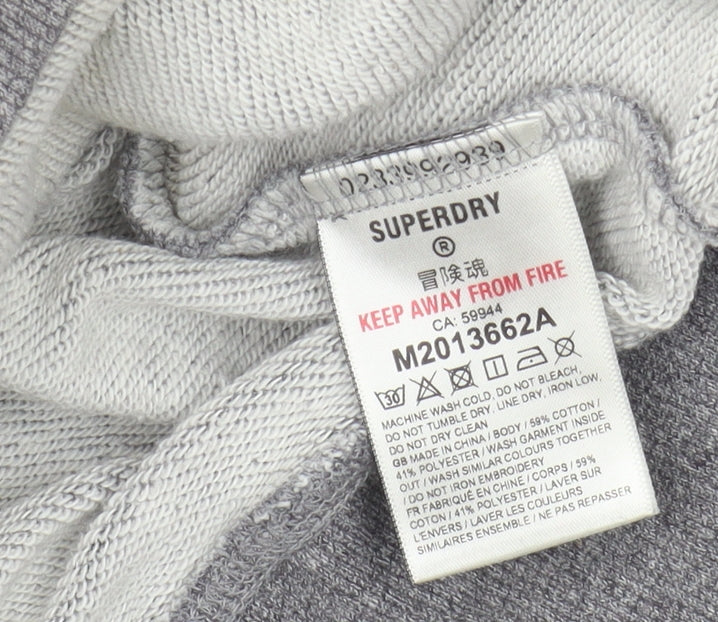 SUPERDRY
®
冒険魂
KEEP AWAY FROM FIRE
CA: 59944
M2013662A
30
MACHINE WASH COLD, DO NOT BLEACH,
DO NOT TUMBLE DRY, LINE DRY, IRON LOW,
DO NOT DRY CLEAN
GB MADE IN CHINA / BODY / 59% COTTON /
41% POLYESTER / WASH GARMENT INSIDE
OUT / WASH SIMILAR COLOURS TOGETHER
/ DO NOT IRON EMBROIDERY
FR FABRIQUÉ EN CHINE / CORPS / 59%
COTON / 41% POLYESTER / LAVER SUR
L'ENVERS / LAVER LES COULEURS
SIMILAIRES ENSEMBLE / NE PAS REPASSER